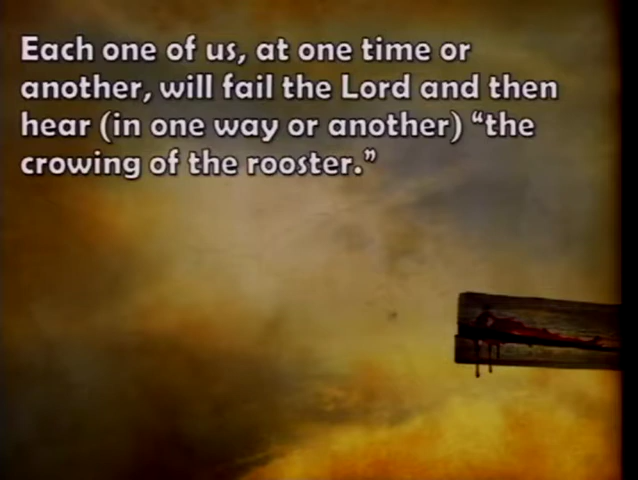 Each one of us, at one time or
another, will fail the Lord and then
hear (in one way or another) “the
crowing of the rooster.”